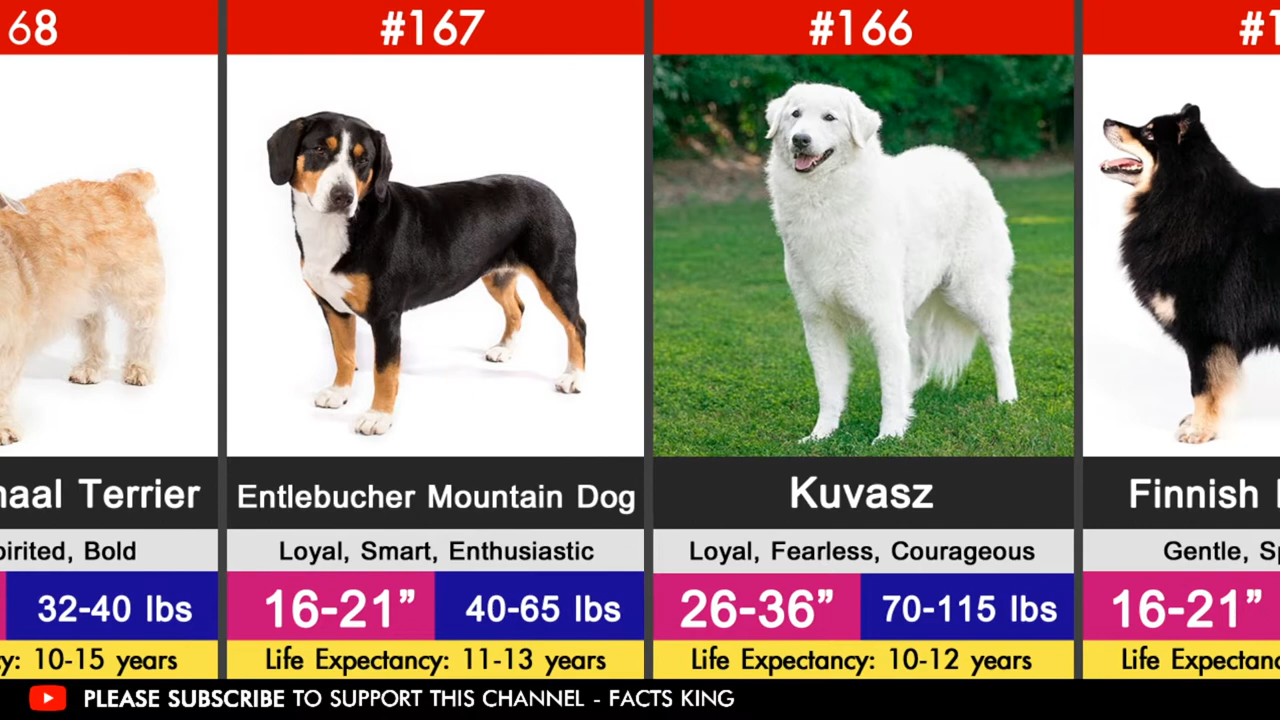 68
naal Terrier
pirited, Bold
32-40 lbs
y: 10-15 years
#167
Entlebucher Mountain Dog
Loyal, Smart, Enthusiastic
16-21” 40-65 lbs
Life Expectancy: 11-13 years
#166
Kuvasz
Loyal, Fearless, Courageous
26-36” 70-115 lbs
Life Expectancy: 10-12 years
#1
Finnish
Gentle, Sp
16-21”
Life Expectanc
PLEASE SUBSCRIBE TO SUPPORT THIS CHANNEL - FACTS KING